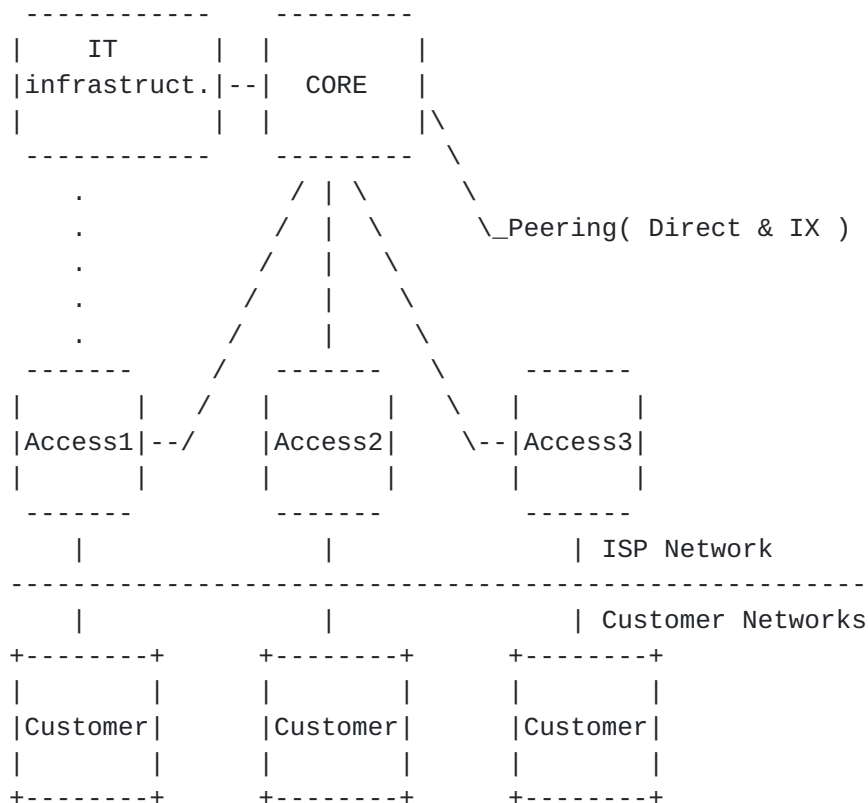 IT
infrastruct. CORE
Peering( Direct & IX )
Access1 Access2 Access3
ISP Network
Customer Networks
Customer Customer Customer